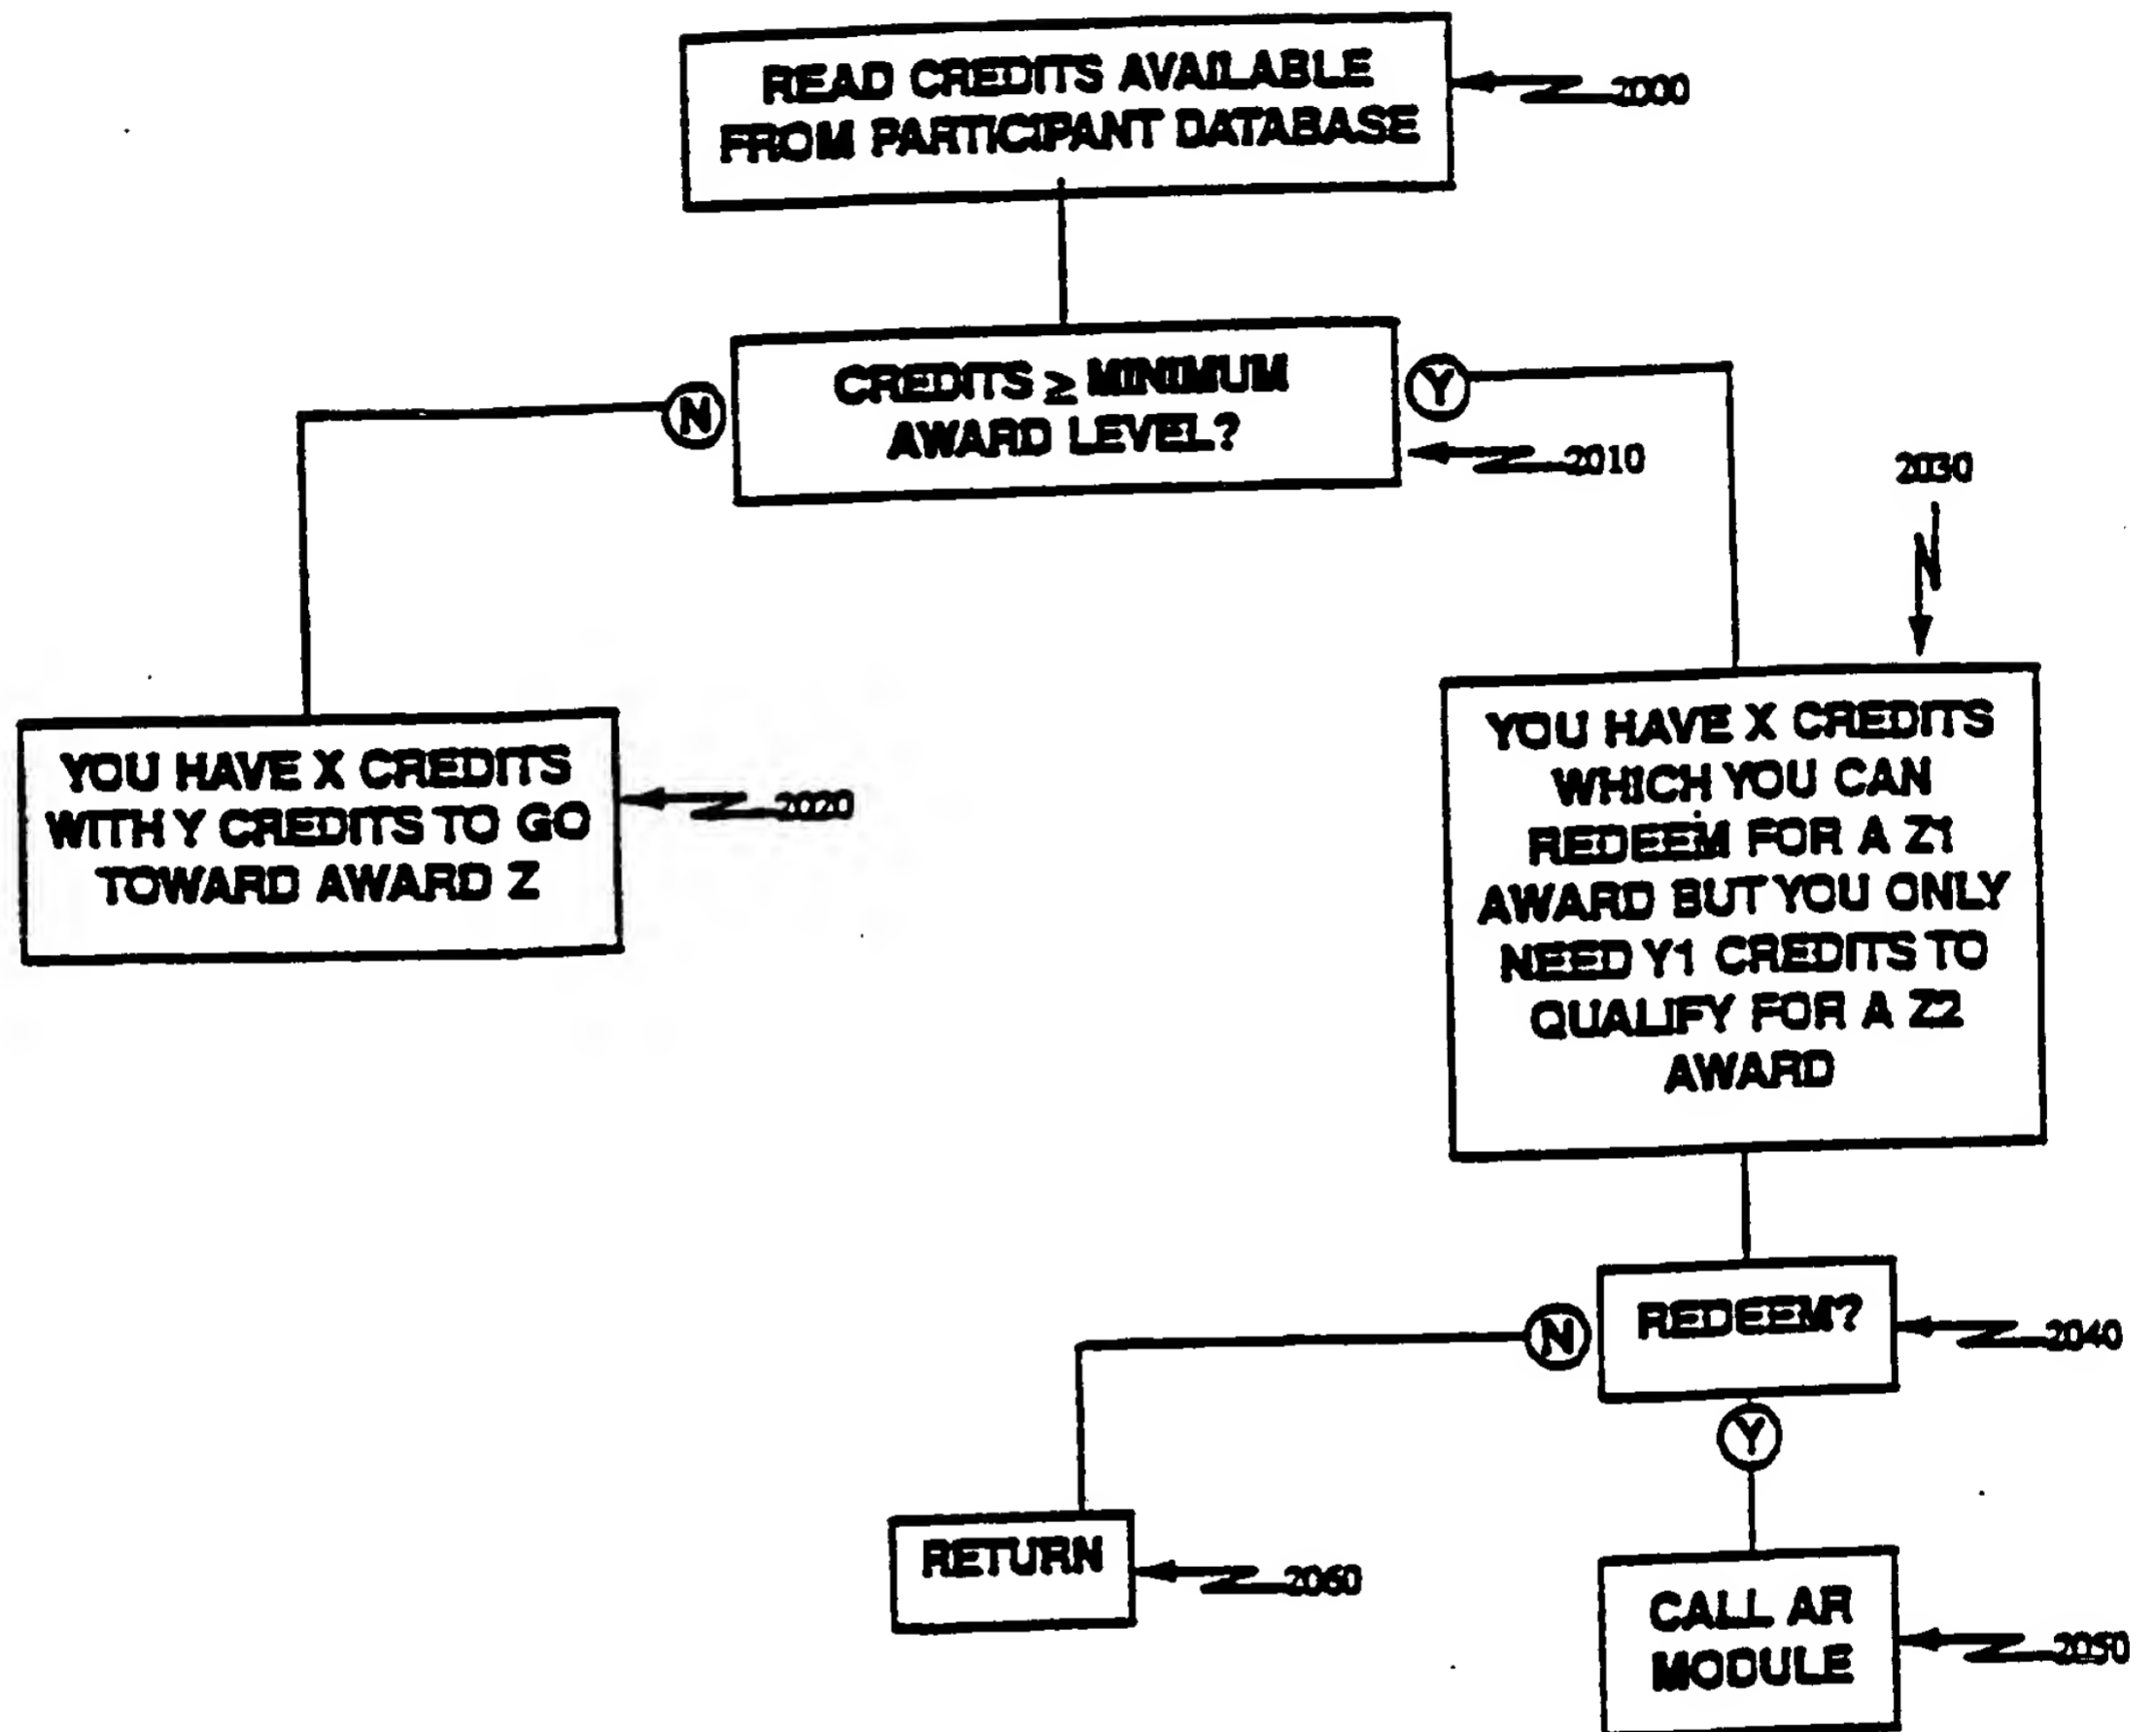 READ CREDITS AVAILABLE
FROM PARTICIPANT DATABASE
2000
CREDITS ≥ MINIMUM
AWARD LEVEL?
N
Y
2010
2030
YOU HAVE X CREDITS
WITH Y CREDITS TO GO
TOWARD AWARD Z
2020
YOU HAVE X CREDITS
WHICH YOU CAN
REDEEM FOR A Z1
AWARD BUT YOU ONLY
NEED Y1 CREDITS TO
QUALIFY FOR A Z2
AWARD
N
REDEEM?
2040
Y
RETURN
2060
CALL AR
MODULE
2050